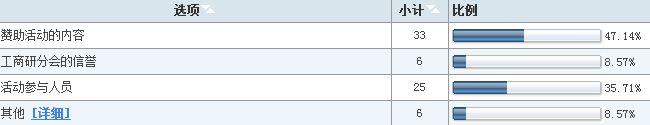 选项 小计 比例
赞助活动的内容 33 47.14%
工商研分会的信誉 6 8.57%
活动参与人员 25 35.71%
其他 [详细] 6 8.57%